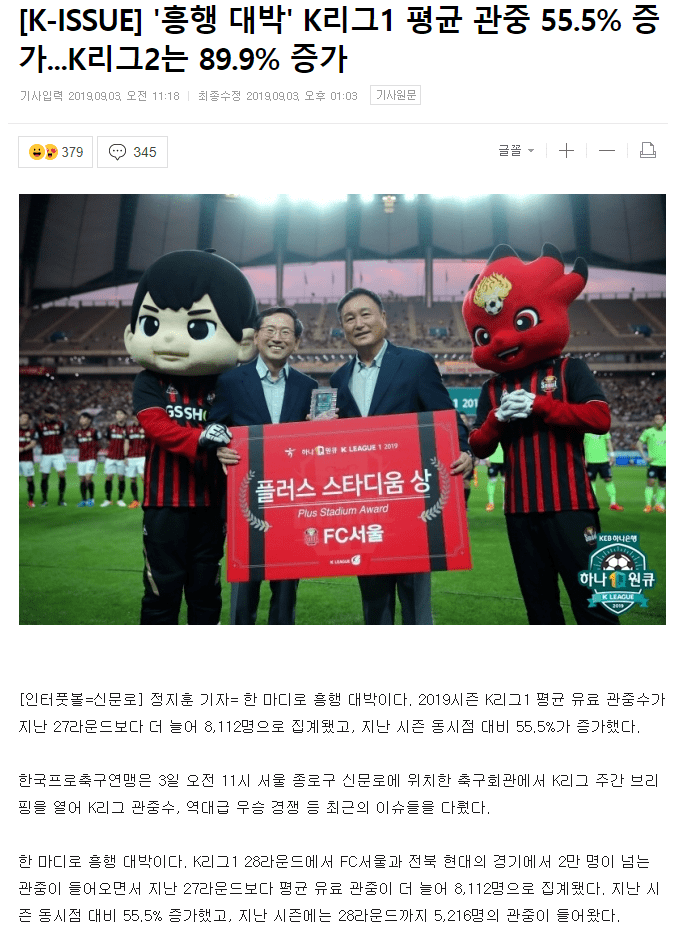 [K-ISSUE] '흥행 대박' K리그1 평균 관중 55.5% 증
가...K리그2는 89.9% 증가
기사입력 2019.09.03. 오전 11:18 최종수정 2019.09.03. 오후 01:03 기사원문
379 345 글꼴
GSSHO
Seoul
하나1Q원큐 K LEAGUE 1 2019
플러스 스타디움 상
Plus Stadium Award
FC서울
K LEAGUE
KEB 하나은행
하나1Q원큐
K LEAGUE
2019
[인터풋볼=신문로] 정지훈 기자= 한 마디로 흥행 대박이다. 2019시즌 K리그1 평균 유료 관중수가
지난 27라운드보다 더 늘어 8,112명으로 집계됐고, 지난 시즌 동시점 대비 55.5%가 증가했다.
한국프로축구연맹은 3일 오전 11시 서울 종로구 신문로에 위치한 축구회관에서 K리그 주간 브리
핑을 열어 K리그 관중수, 역대급 우승 경쟁 등 최근의 이슈들을 다뤘다.
한 마디로 흥행 대박이다. K리그1 28라운드에서 FC서울과 전북 현대의 경기에서 2만 명이 넘는
관중이 들어오면서 지난 27라운드보다 평균 유료 관중이 더 늘어 8,112명으로 집계됐다. 지난 시
즌 동시점 대비 55.5% 증가했고, 지난 시즌에는 28라운드까지 5,216명의 관중이 들어왔다.